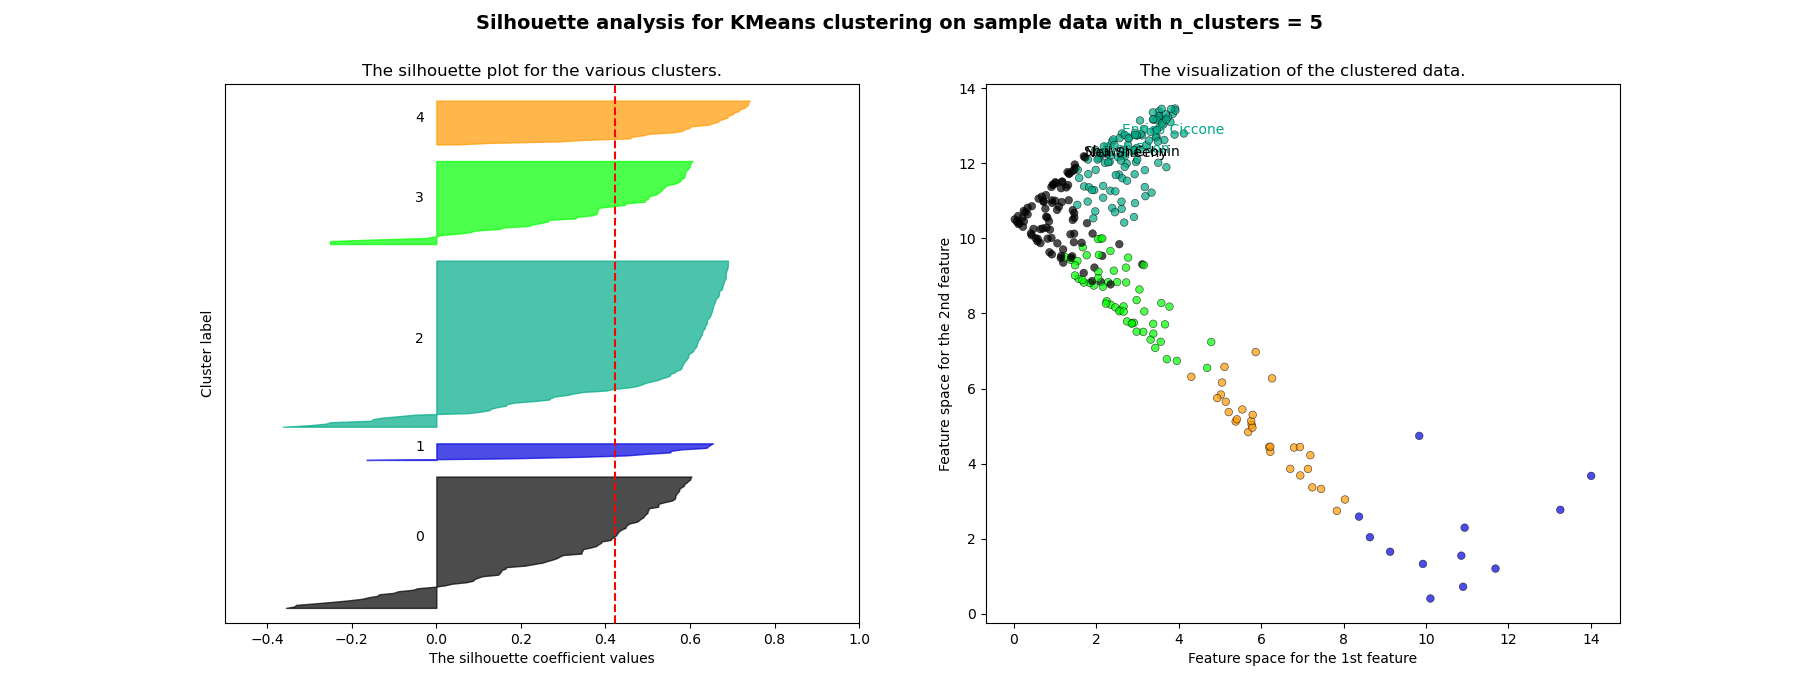 Silhouette analysis for KMeans clustering on sample data with n_clusters = 5
The silhouette plot for the various clusters.
4
3
2
1
0
Cluster label
−0.4 −0.2 0.0 0.2 0.4 0.6 0.8 1.0
The silhouette coefficient values
The visualization of the clustered data.
14
12
10
8
6
4
2
0
Feature space for the 2nd feature
Ciccone
0 2 4 6 8 10 12 14
Feature space for the 1st feature